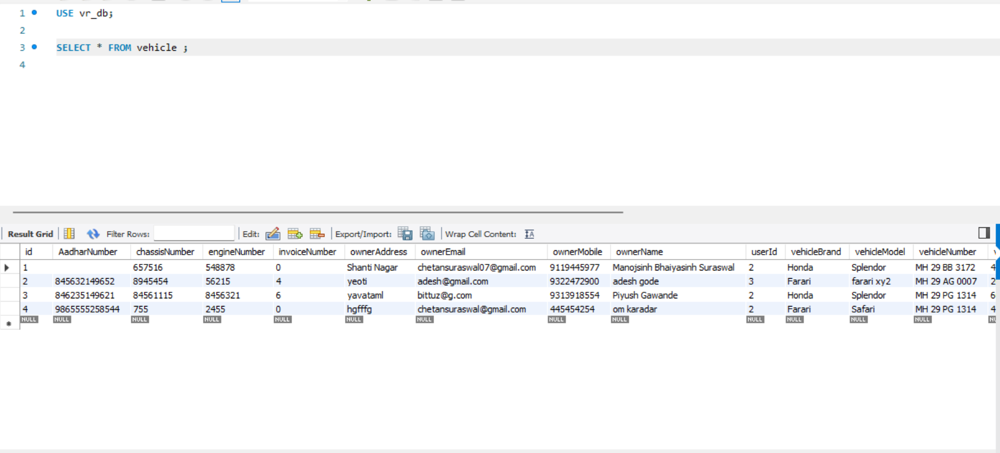 1 USE vr_db;
2
3 SELECT * FROM vehicle ;
4
Result Grid Filter Rows: Edit: Export/Import: Wrap Cell Content:
id AadharNumber chassisNumber engineNumber invoiceNumber ownerAddress ownerEmail ownerMobile ownerName userId vehicleBrand vehicleModel vehicleNumber
1 657516 548878 0 Shanti Nagar chetansuraswal07@gmail.com 9119445977 Manojsinh Bhaiyasinh Suraswal 2 Honda Splendor MH 29 BB 3172 4
2 845632149652 8945454 56215 4 yeoti adesh@gmail.com 9322472900 adesh gode 3 Farari farari xy2 MH 29 AG 0007 2
3 846235149621 84561115 8456321 6 yavataml bittuz@g.com 9313918554 Piyush Gawande 2 Honda Splendor MH 29 PG 1314 6
4 9865555258544 755 2455 0 hgfffg chetansuraswal@gmail.com 445454254 om karadar 2 Farari Safari MH 29 PG 1314 4
NULL NULL NULL NULL NULL NULL NULL NULL NULL NULL NULL NULL NULL